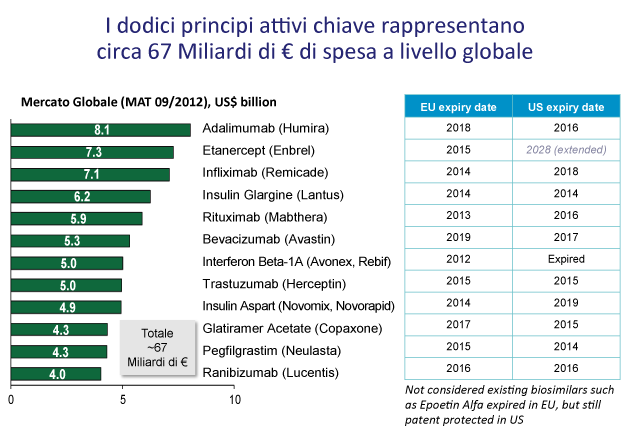 I dodici principi attivi chiave rappresentano
circa 67 Miliardi di € di spesa a livello globale
Mercato Globale (MAT 09/2012), US$ billion
EU expiry date US expiry date
8.1 Adalimumab (Humira) 2018 2016
7.3 Etanercept (Enbrel) 2015 2028 (extended)
7.1 Infliximab (Remicade) 2014 2018
6.2 Insulin Glargine (Lantus) 2014 2014
5.9 Rituximab (Mabthera) 2013 2016
5.3 Bevacizumab (Avastin) 2019 2017
5.0 Interferon Beta-1A (Avonex, Rebif) 2012 Expired
5.0 Trastuzumab (Herceptin) 2015 2015
4.9 Insulin Aspart (Novomix, Novorapid) 2014 2019
4.3 Glatiramer Acetate (Copaxone) 2017 2015
4.3 Pegfilgrastim (Neulasta) 2015 2014
4.0 Ranibizumab (Lucentis) 2016 2016
Totale
~67
Miliardi di €
0 5 10
Not considered existing biosimilars such
as Epoetin Alfa expired in EU, but still
patent protected in US